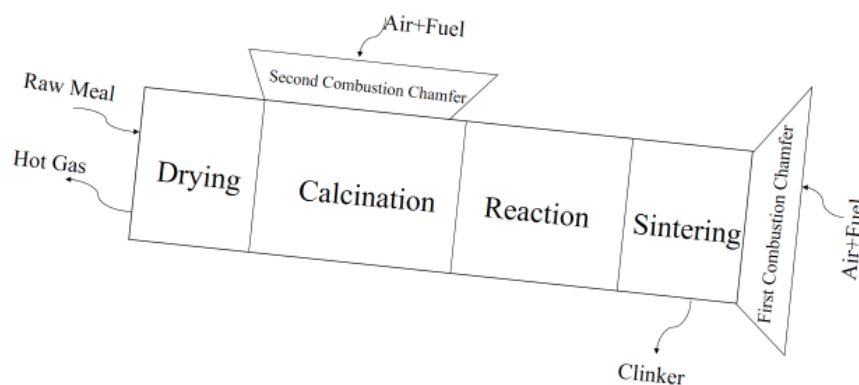 Air+Fuel
Second Combustion Chamfer
Raw Meal
Hot Gas
Drying
Calcination
Reaction
Sintering
First Combustion Chamfer
Air+Fuel
Clinker